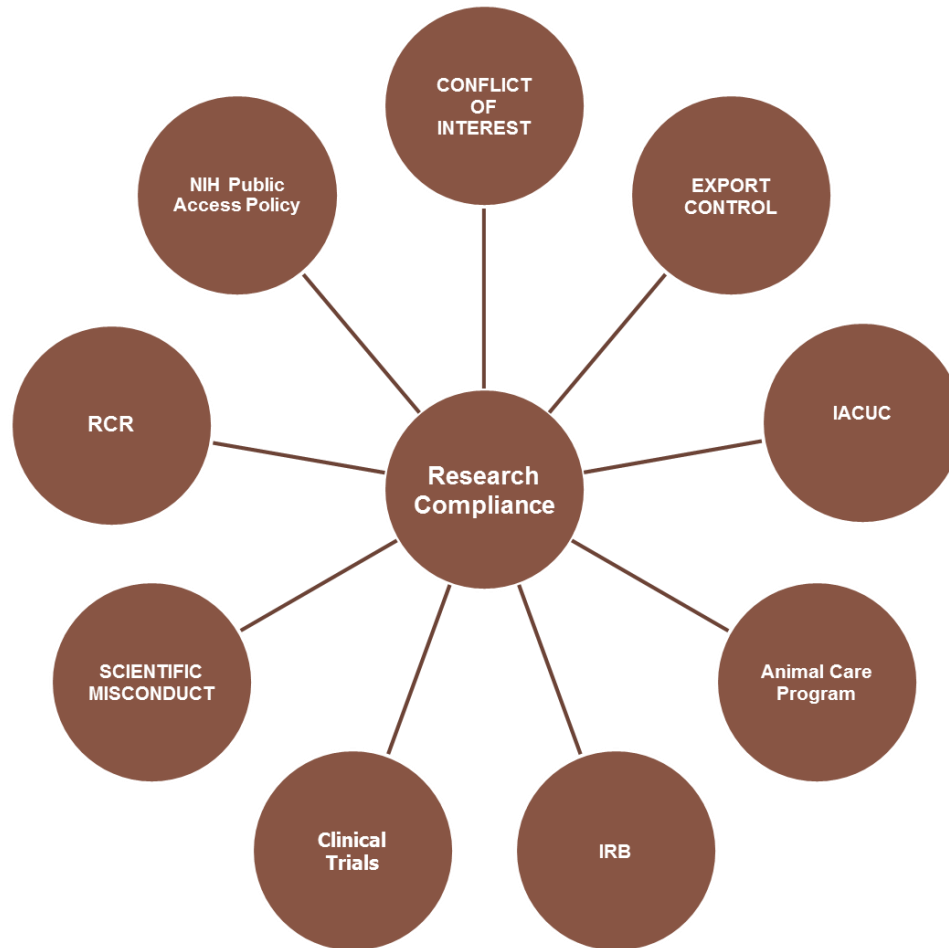 CONFLICT
OF
INTEREST
NIH Public
Access Policy
EXPORT
CONTROL
RCR
IACUC
Research
Compliance
SCIENTIFIC
MISCONDUCT
Animal Care
Program
Clinical
Trials
IRB